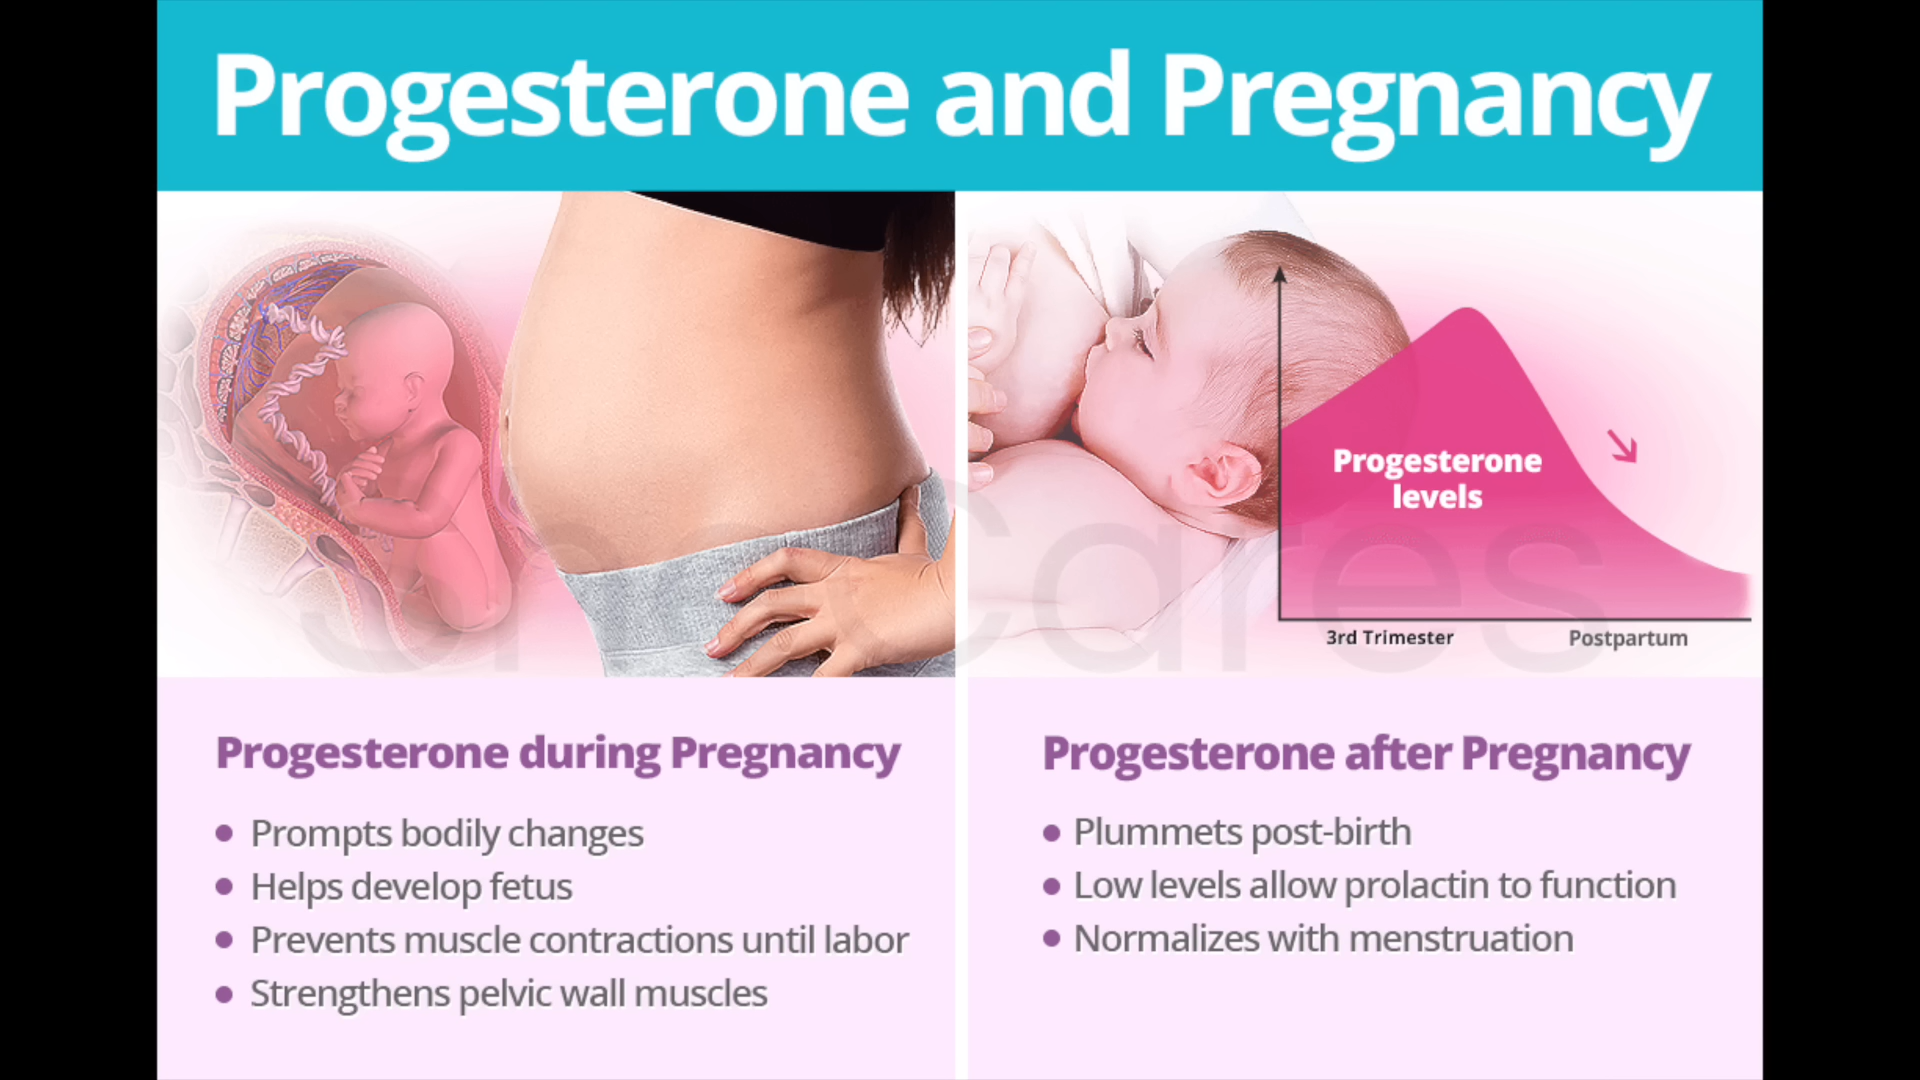 Progesterone and Pregnancy
Progesterone
levels
3rd Trimester
Postpartum
SheCares
Progesterone during Pregnancy
Prompts bodily changes
Helps develop fetus
Prevents muscle contractions until labor
Strengthens pelvic wall muscles
Progesterone after Pregnancy
Plummets post-birth
Low levels allow prolactin to function
Normalizes with menstruation